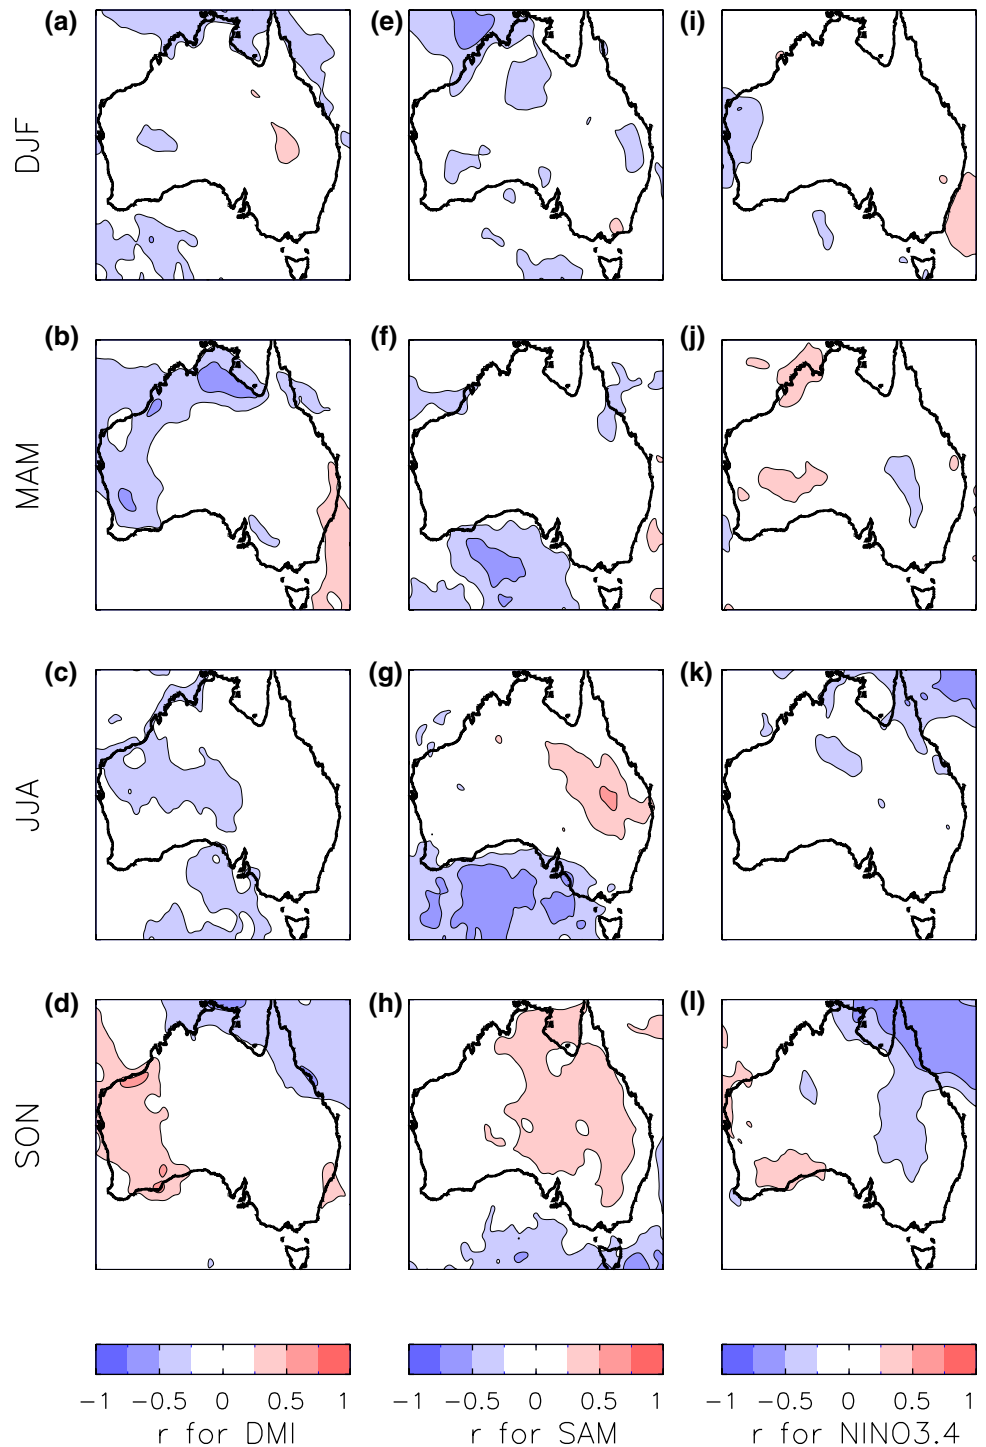 (a) (e) (i)
DJF
(b) (f) (j)
MAM
(c) (g) (k)
JJA
(d) (h) (l)
SON
−1 −0.5 0 0.5 1 −1 −0.5 0 0.5 1 −1 −0.5 0 0.5 1
r for DMI r for SAM r for NINO3.4